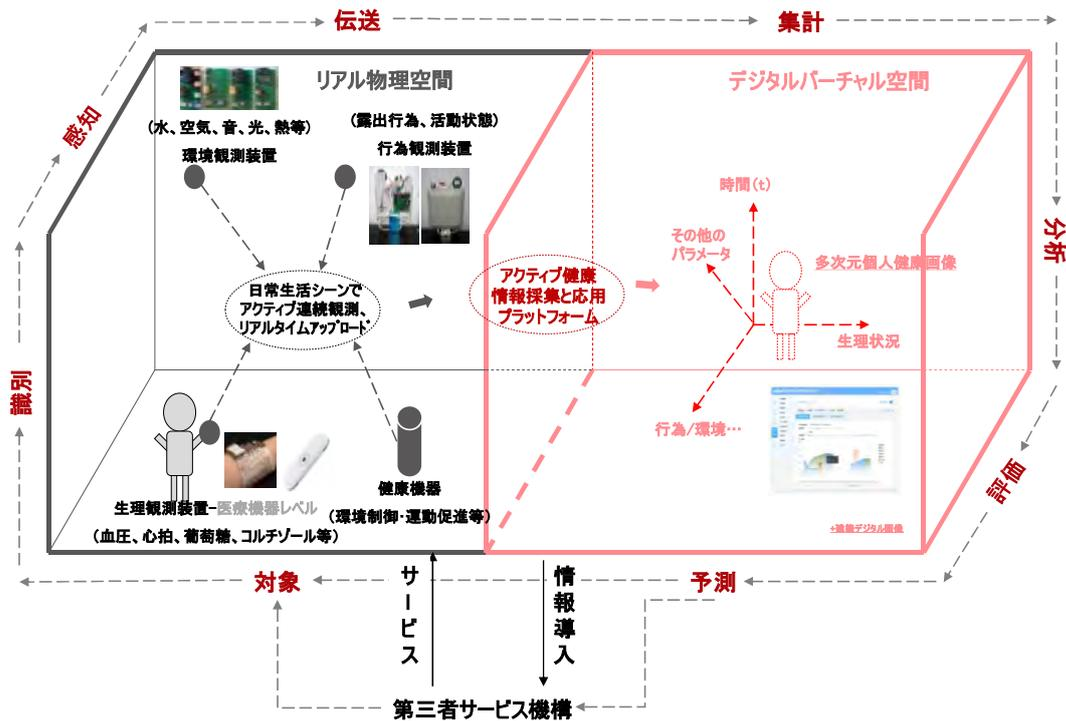 伝送
集計
リアル物理空間
デジタルバーチャル空間
感知
(水、空気、音、光、熱等)
環境観測装置
(露出行為、活動状態)
行為観測装置
時間(t)
その他の
パラメータ
多次元個人健康画像
分析
日常生活シーンで
アクティブ連続観測、
リアルタイムアップロード
アクティブ健康
情報採集と応用
プラットフォーム
生理状況
識別
行為/環境…
健康機器
(環境制御・運動促進等)
生理観測装置-医療機器レベル
(血圧、心拍、葡萄糖、コルチゾール等)
評価
+建築デジタル画像
対象
サービス
情報導入
予測
第三者サービス機構